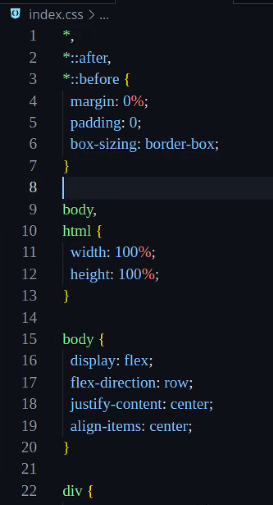 index.css > ...
1 *,
2 *::after,
3 *::before {
4 margin: 0%;
5 padding: 0;
6 box-sizing: border-box;
7 }
8
9 body,
10 html {
11 width: 100%;
12 height: 100%;
13 }
14
15 body {
16 display: flex;
17 flex-direction: row;
18 justify-content: center;
19 align-items: center;
20 }
21
22 div {